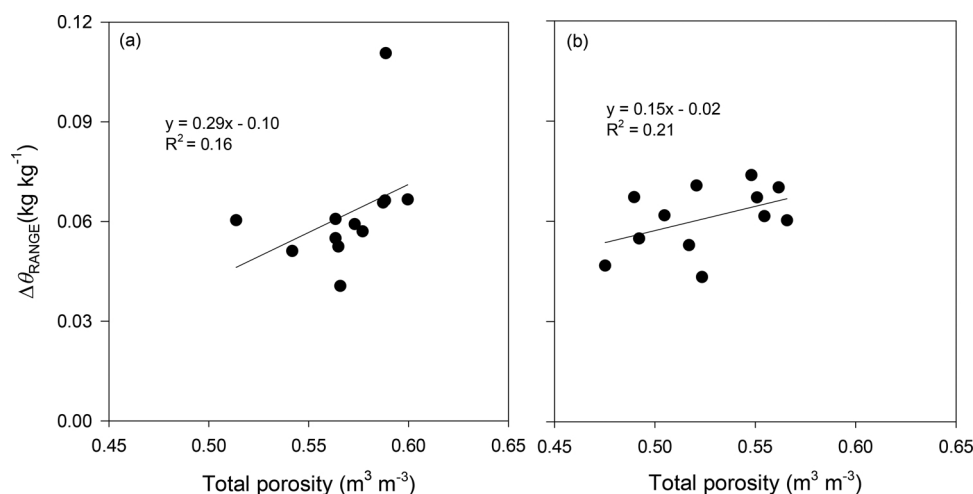 (a)
y = 0.29x - 0.10
R² = 0.16
(b)
y = 0.15x - 0.02
R² = 0.21
ΔθRANGE(kg kg⁻¹)
0.12
0.09
0.06
0.03
0.00
0.45 0.50 0.55 0.60 0.65
0.45 0.50 0.55 0.60 0.65
Total porosity (m³ m⁻³)
Total porosity (m³ m⁻³)